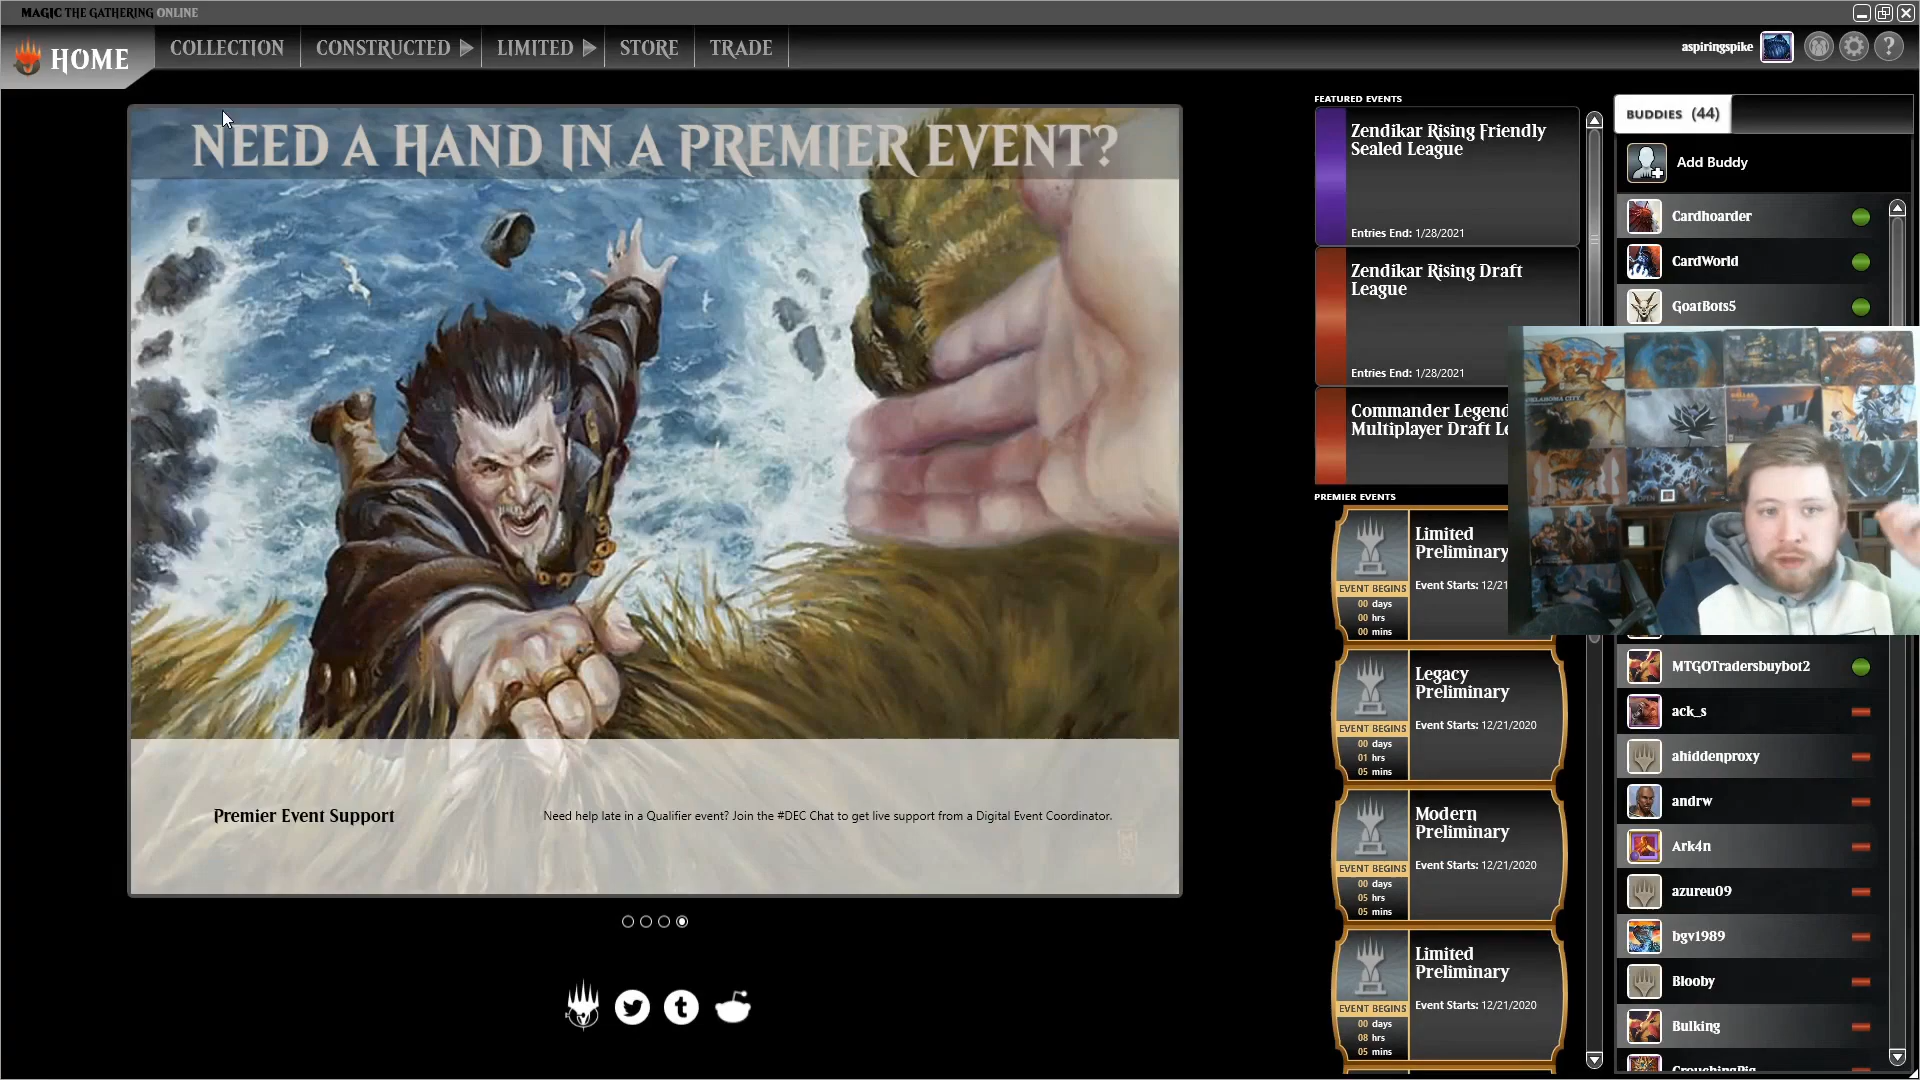 MAGIC THE GATHERING ONLINE
HOME
COLLECTION
CONSTRUCTED
LIMITED
STORE
TRADE
aspiringspike
?
NEED A HAND IN A PREMIER EVENT?
Premier Event Support
Need help late in a Qualifier event? Join the #DEC Chat to get live support from a Digital Event Coordinator.
FEATURED EVENTS
Zendikar Rising Friendly
Sealed League
Entries End: 1/28/2021
Zendikar Rising Draft
League
Entries End: 1/28/2021
Commander Legend
Multiplayer Draft Le
PREMIER EVENTS
Limited
Preliminary
Event Starts: 12/21
EVENT BEGINS
00 days
00 hrs
00 mins
Legacy
Preliminary
Event Starts: 12/21/2020
EVENT BEGINS
00 days
01 hrs
05 mins
Modern
Preliminary
Event Starts: 12/21/2020
EVENT BEGINS
00 days
05 hrs
05 mins
Limited
Preliminary
Event Starts: 12/21/2020
EVENT BEGINS
00 days
08 hrs
05 mins
BUDDIES (44)
Add Buddy
Cardhoarder
CardWorld
GoatBots5
OKLAHOMA CITY
DALLAS
OPEN
MTGOTradersbuybot2
ack_s
ahiddenproxy
andrw
Ark4n
azureu09
bgv1989
Blooby
Bulking
CrouchingPig